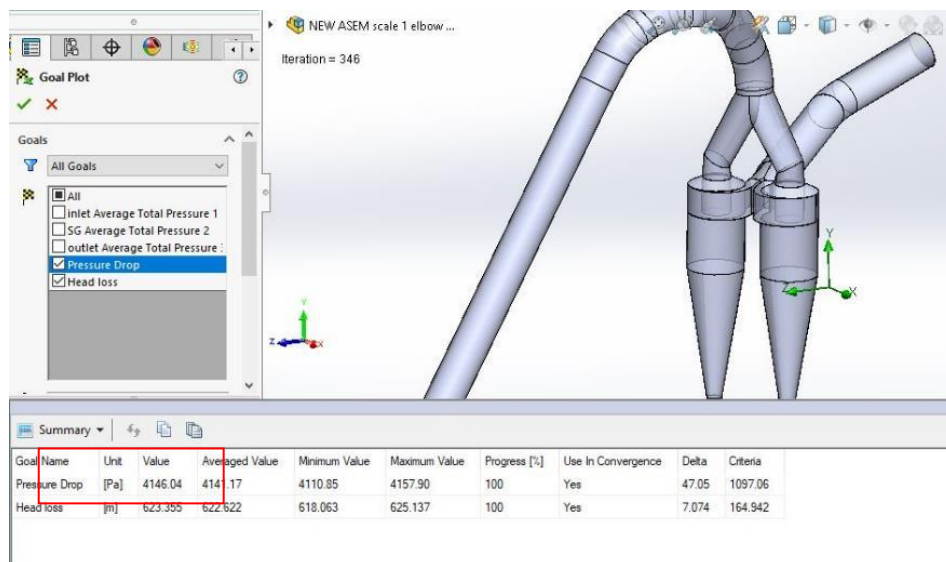 NEW ASEM scale 1 elbow ...
Iteration = 346
Goal Plot
Goals
All Goals
All
inlet Average Total Pressure 1
SG Average Total Pressure 2
outlet Average Total Pressure
Pressure Drop
Head loss
Y
Z
X
Y
Z
X
Summary
Goal Name Unit Value Averaged Value Minimum Value Maximum Value Progress [%] Use In Convergence Delta Criteria
Pressure Drop [Pa] 4146.04 4141.17 4110.85 4157.90 100 Yes 47.05 1097.06
Head loss [m] 623.355 622.622 618.063 625.137 100 Yes 7.074 164.942